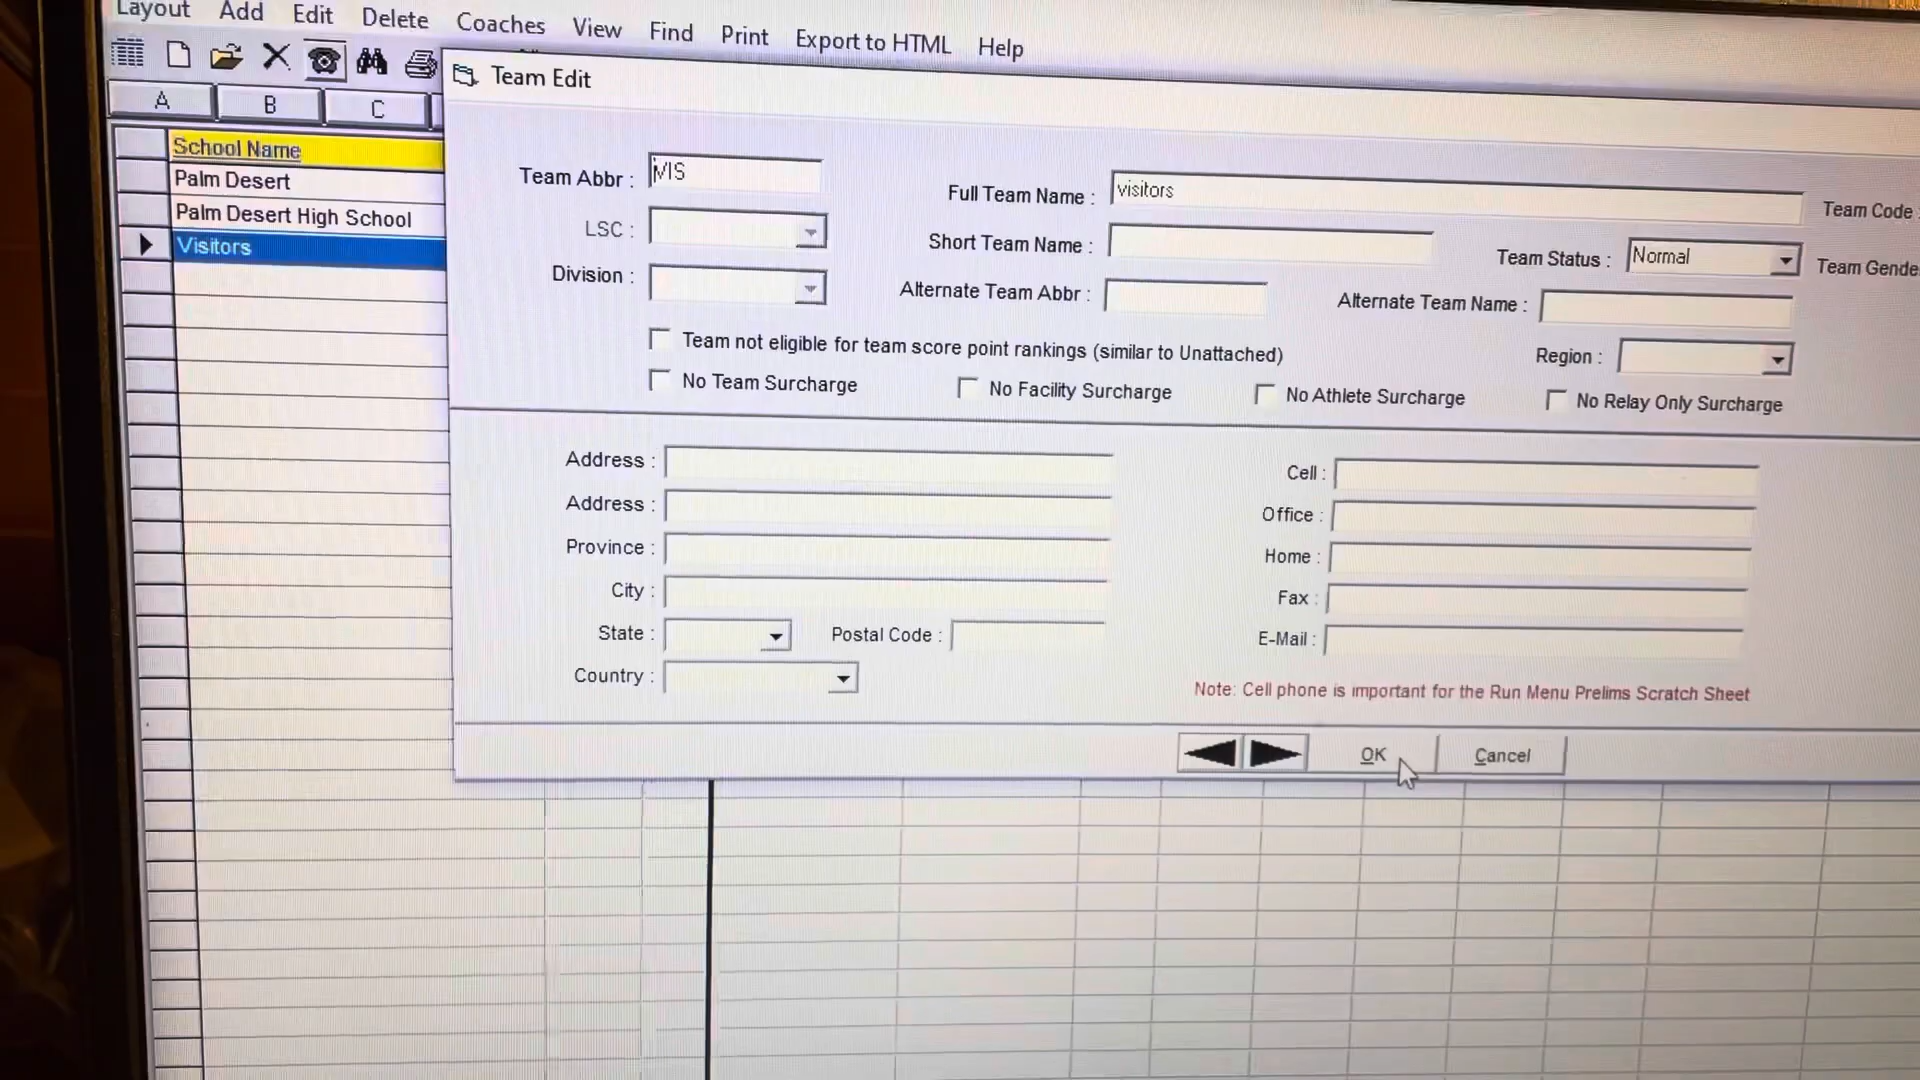 Layout Add Edit Delete Coaches View Find Print Export to HTML Help
Team Edit
A B C
School Name
Palm Desert
Palm Desert High School
Visitors
Team Abbr : VIS
Full Team Name : visitors
Team Code :
LSC :
Short Team Name :
Team Status : Normal
Team Gende
Division :
Alternate Team Abbr :
Alternate Team Name :
Team not eligible for team score point rankings (similar to Unattached)
Region :
No Team Surcharge
No Facility Surcharge
No Athlete Surcharge
No Relay Only Surcharge
Address :
Cell :
Address :
Office :
Province :
Home :
City :
Fax :
State :
Postal Code :
E-Mail :
Country :
Note: Cell phone is important for the Run Menu Prelims Scratch Sheet
OK
Cancel